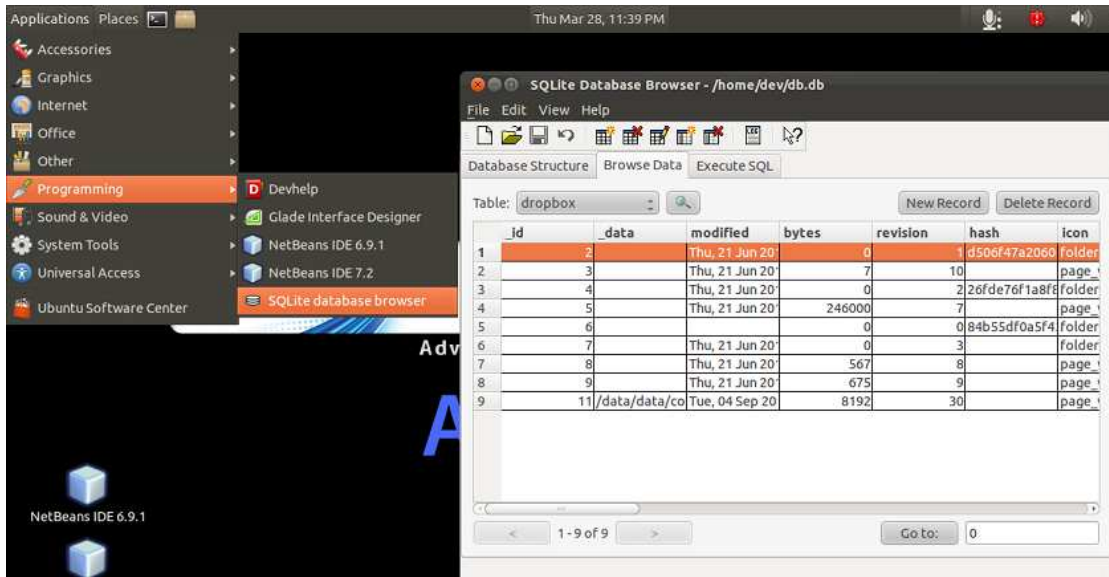 Applications Places Thu Mar 28, 11:39 PM
Accessories
Graphics
Internet
Office
Other
Programming
Sound & Video
System Tools
Universal Access
Ubuntu Software Center
Devhelp
Glade Interface Designer
NetBeans IDE 6.9.1
NetBeans IDE 7.2
SQLite database browser
SQLite Database Browser - /home/dev/db.db
File Edit View Help
Database Structure Browse Data Execute SQL
Table: dropbox New Record Delete Record
_id _data modified bytes revision hash icon
1 2 Thu, 21 Jun 20 0 1 d506f47a2060 folder
2 3 Thu, 21 Jun 20 7 10 page_
3 4 Thu, 21 Jun 20 0 2 26fde76f1a8f8 folder
4 5 Thu, 21 Jun 20 246000 7 page_
5 6 0 0 84b55df0a5f4 folder
6 7 Thu, 21 Jun 20 0 3 folder
7 8 Thu, 21 Jun 20 567 8 page_
8 9 Thu, 21 Jun 20 675 9 page_
9 11 /data/data/co Tue, 04 Sep 20 8192 30 page_
< 1 - 9 of 9 > Go to: 0
Adv
A
NetBeans IDE 6.9.1